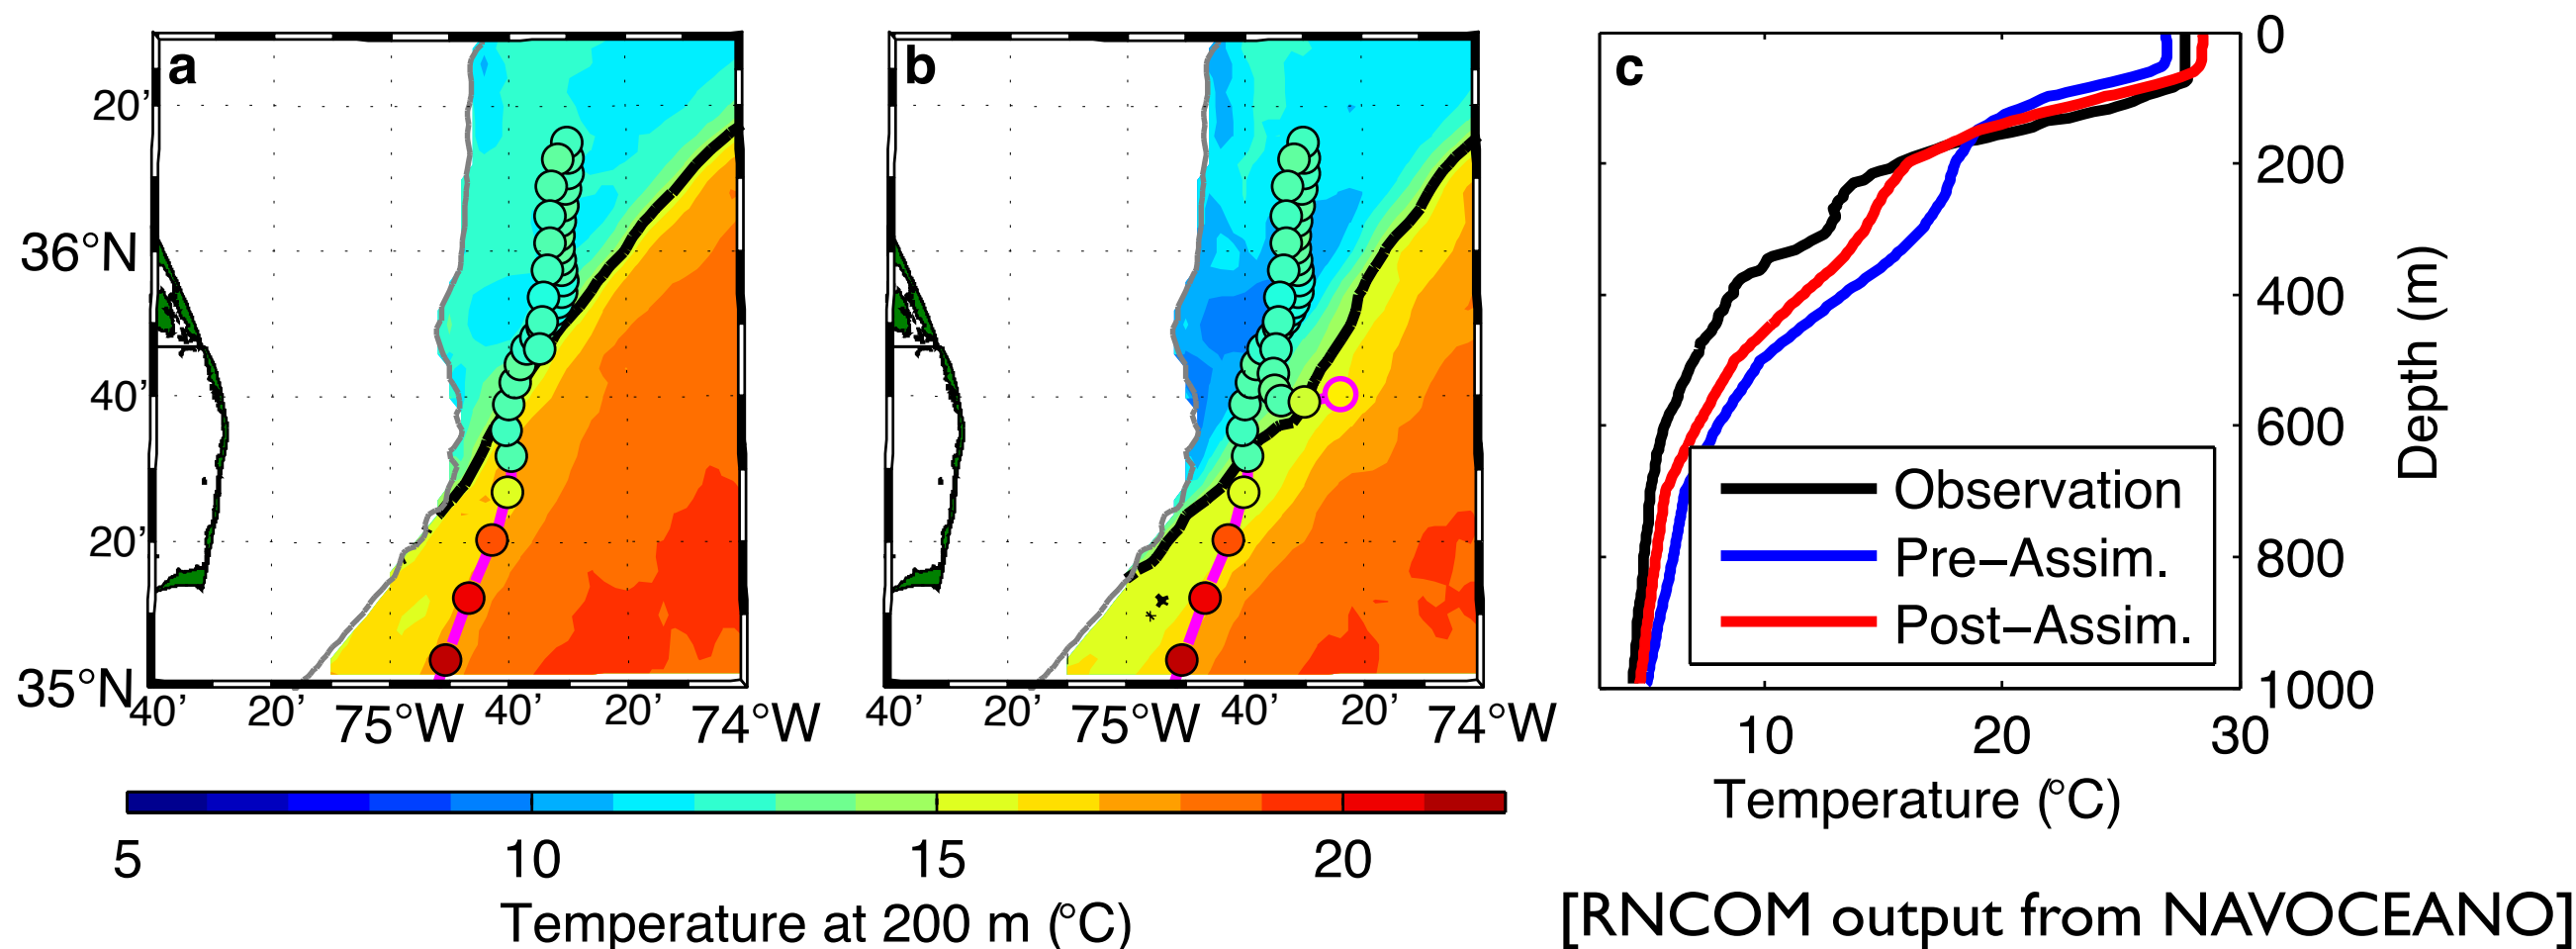 a
b
c
20’
36°N
40’
20’
35°N
40’
20’
75°W
40’
20’
74°W
40’
20’
75°W
40’
20’
74°W
0
200
400
600
800
1000
Depth (m)
10
20
30
Temperature (°C)
Observation
Pre−Assim.
Post−Assim.
5
10
15
20
Temperature at 200 m (°C)
[RNCOM output from NAVOCEANO]